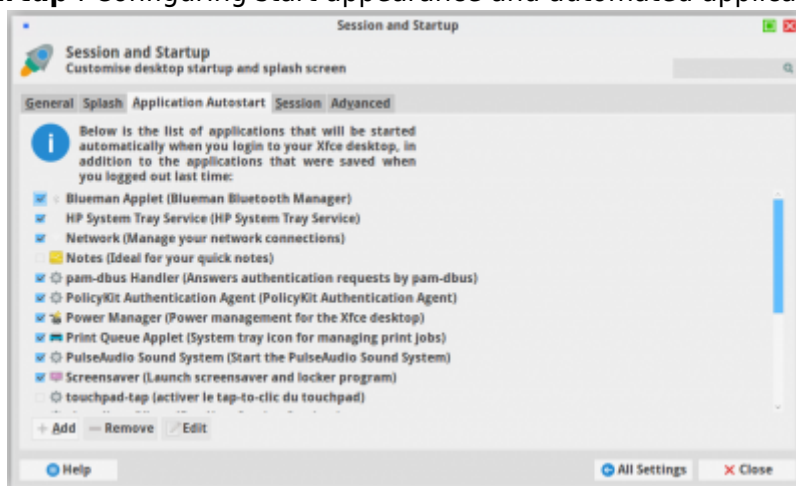 tap : Configuring start appearance and automated applica
Session and Startup
Session and Startup
Customise desktop startup and splash screen
General Splash Application Autostart Session Advanced
Below is the list of applications that will be started
automatically when you login to your Xfce desktop, in
addition to the applications that were saved when
you logged out last time:
Blueman Applet (Blueman Bluetooth Manager)
HP System Tray Service (HP System Tray Service)
Network (Manage your network connections)
Notes (Ideal for your quick notes)
pam-dbus Handler (Answers authentication requests by pam-dbus)
PolicyKit Authentication Agent (PolicyKit Authentication Agent)
Power Manager (Power management for the Xfce desktop)
Print Queue Applet (System tray icon for managing print jobs)
PulseAudio Sound System (Start the PulseAudio Sound System)
Screensaver (Launch screensaver and locker program)
touchpad-tap (activer le tap-to-clic du touchpad)
Add Remove Edit
Help All Settings Close